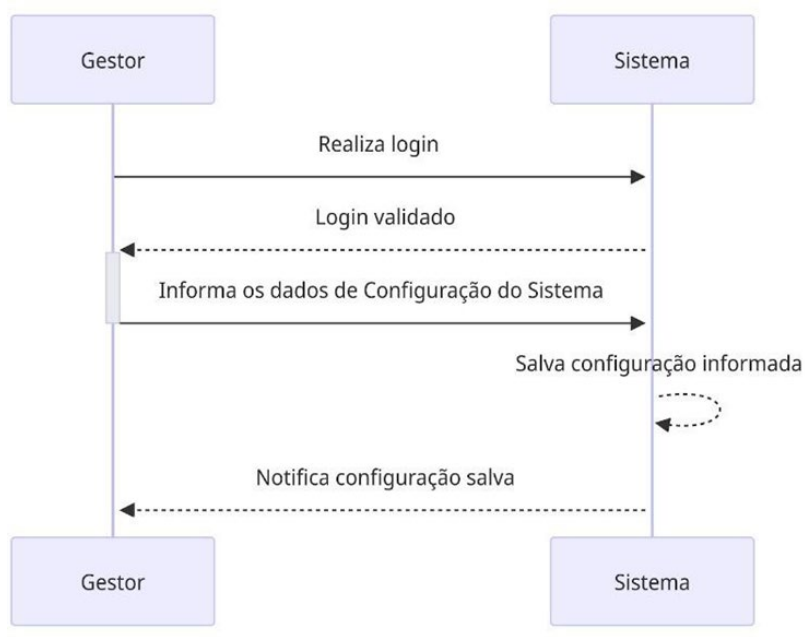 Gestor
Sistema
Realiza login
Login validado
Informa os dados de Configuração do Sistema
Salva configuração informada
Notifica configuração salva
Gestor
Sistema